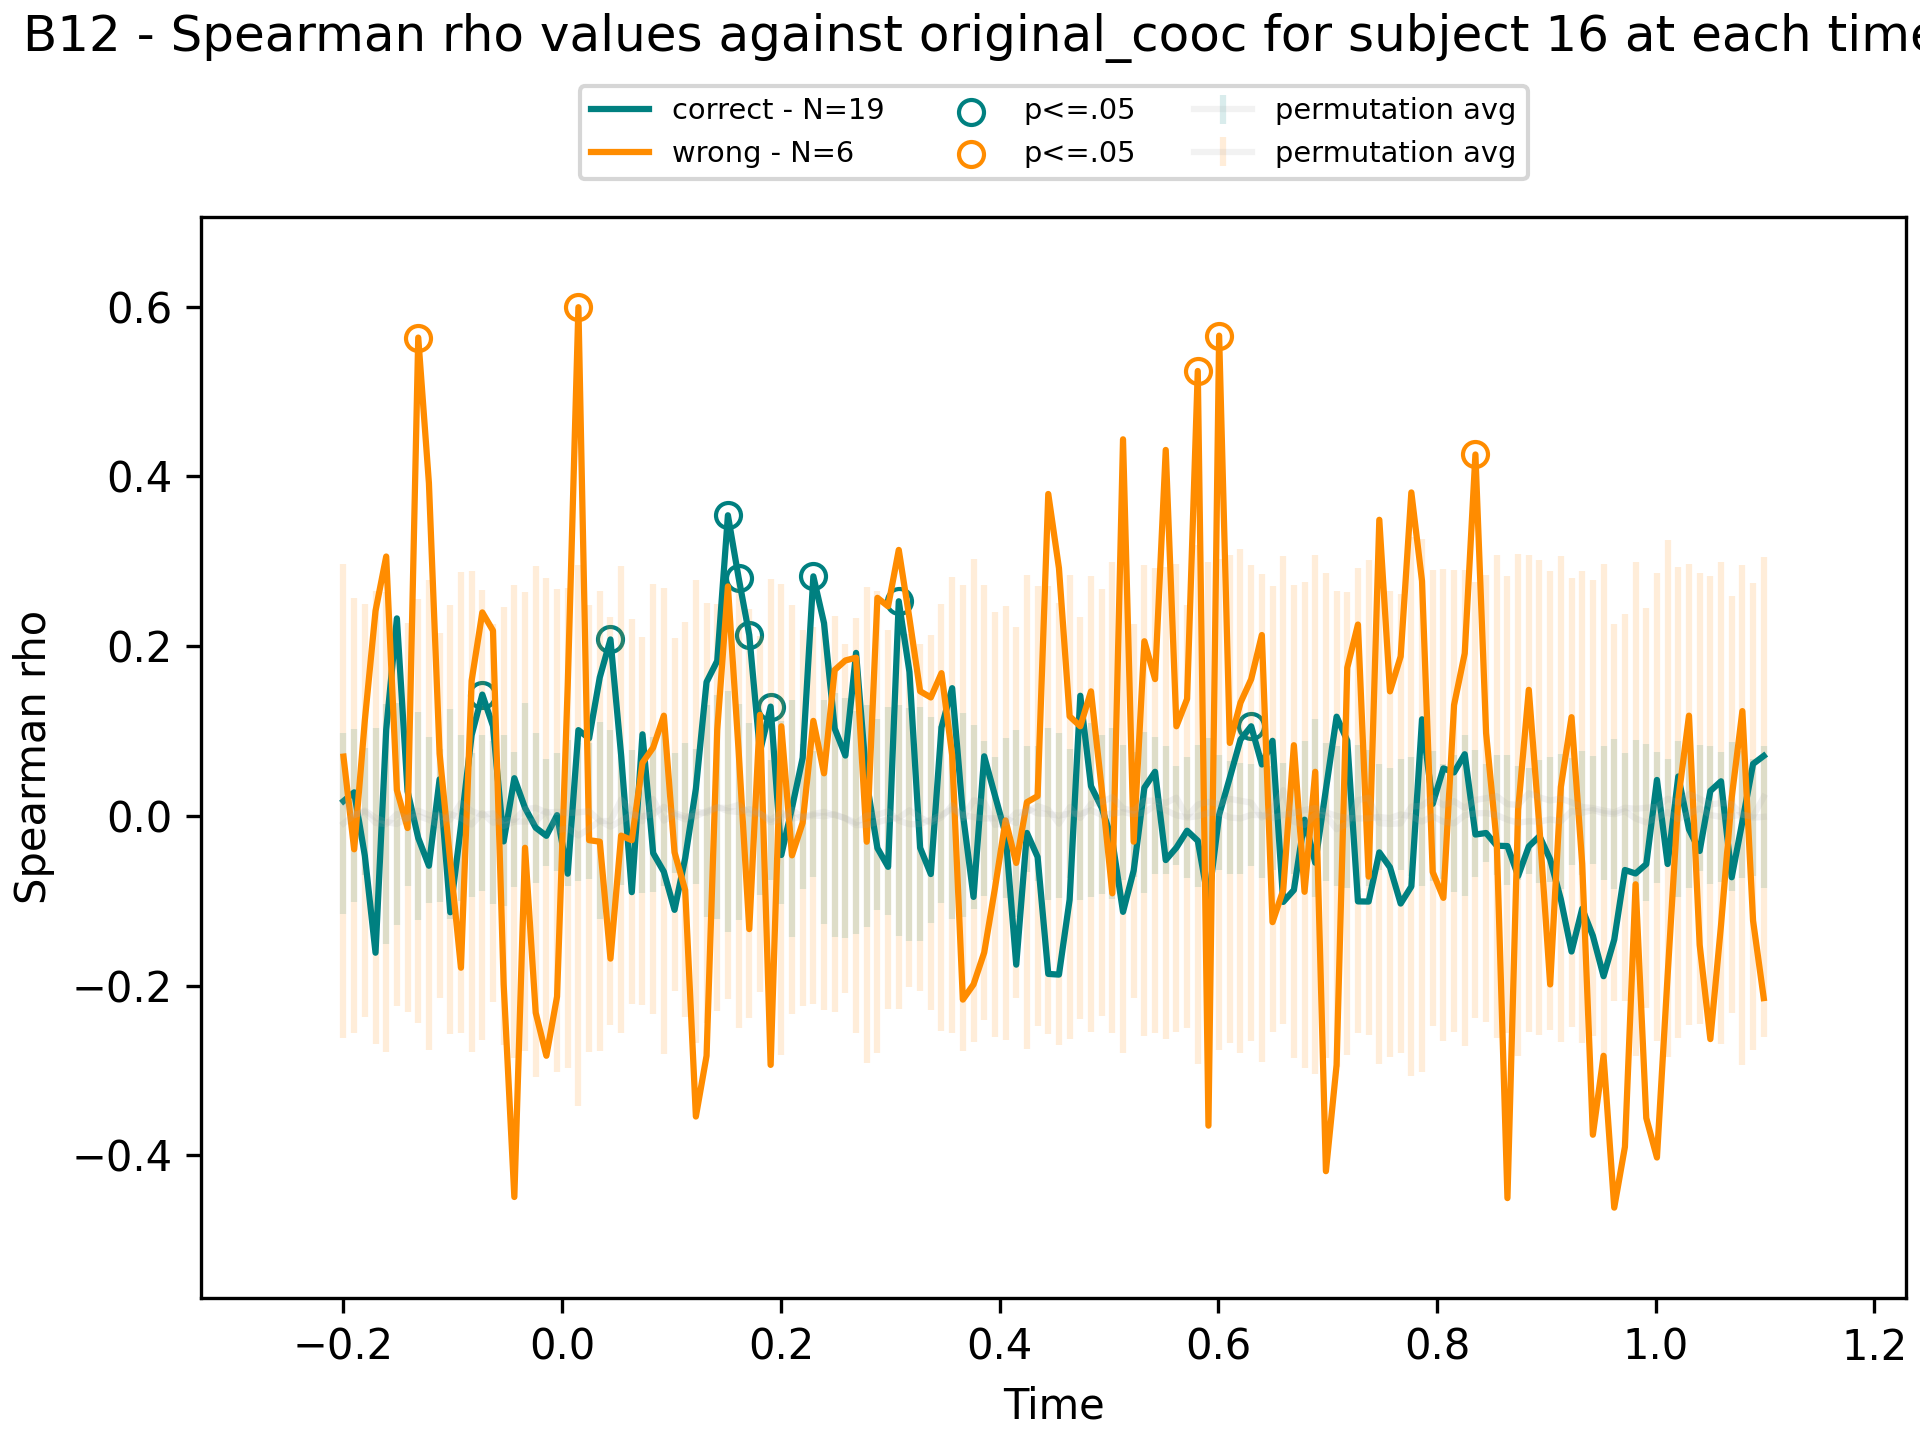 B12 - Spearman rho values against original_cooc for subject 16 at each time
correct - N=19 p<=.05 permutation avg
wrong - N=6 p<=.05 permutation avg
0.6
0.4
0.2
0.0
−0.2
−0.4
Spearman rho
−0.2 0.0 0.2 0.4 0.6 0.8 1.0 1.2
Time